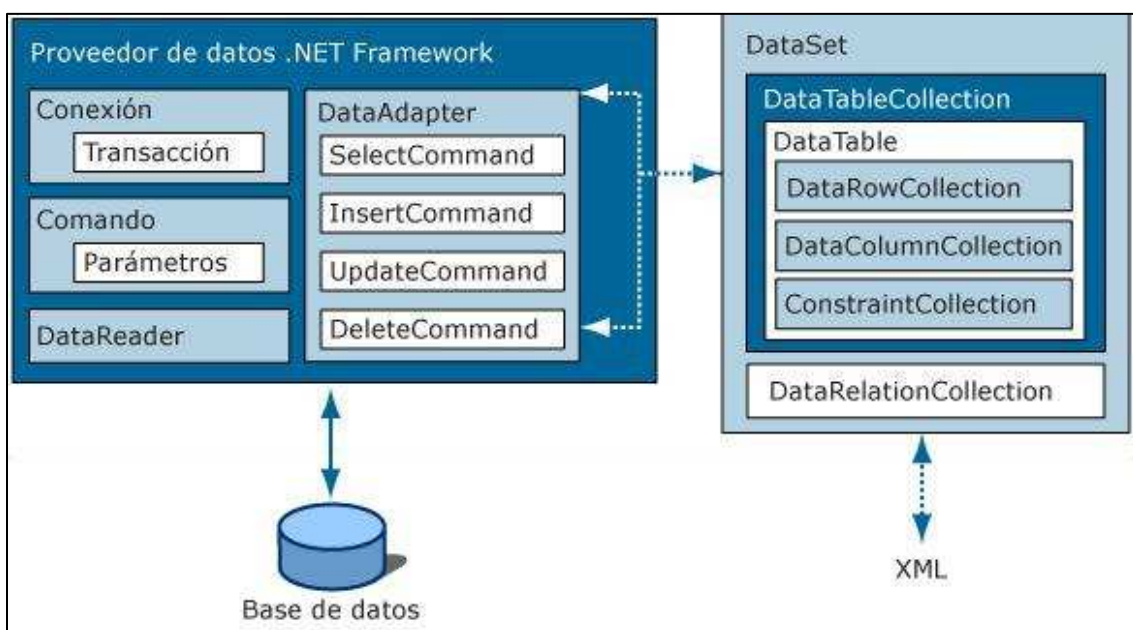 Proveedor de datos .NET Framework
Conexión
Transacción
Comando
Parámetros
DataReader
DataAdapter
SelectCommand
InsertCommand
UpdateCommand
DeleteCommand
Base de datos
DataSet
DataTableCollection
DataTable
DataRowCollection
DataColumnCollection
ConstraintCollection
DataRelationCollection
XML